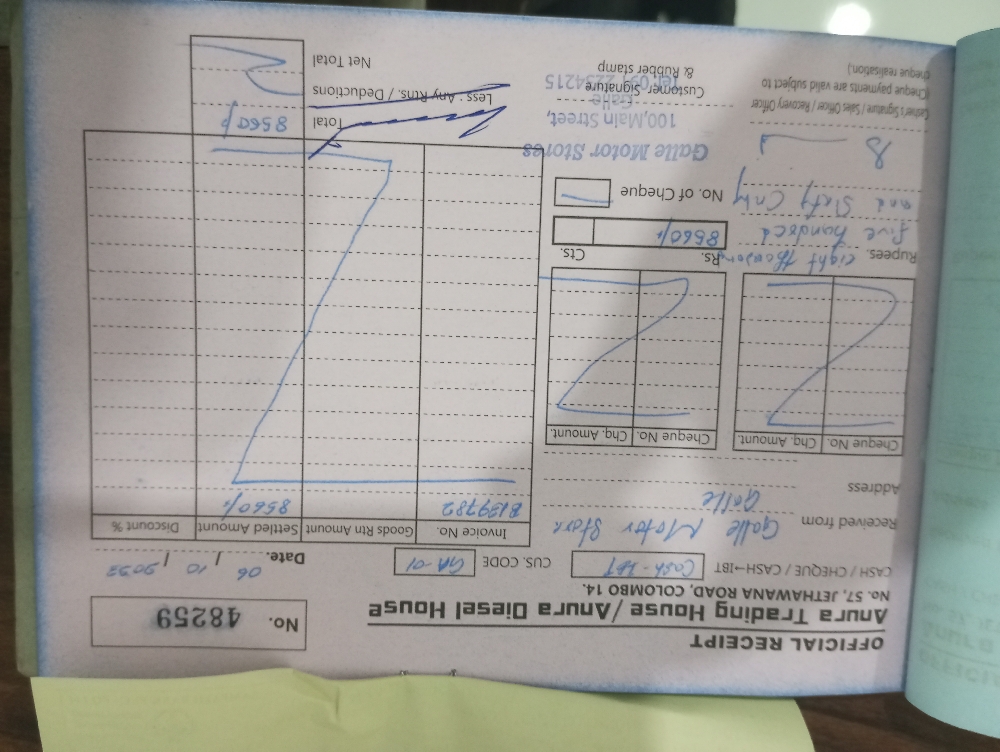 OFFICIAL RECEIPT
Anura Trading House / Anura Diesel House
No. 57, JETHAWANA ROAD, COLOMBO 14.
No. 48259
CASH / CHEQUE / CASH→IBT Cash-IBT
CUS. CODE GA-01
Date. 06 / 10 /
Received from Galle Motor Store
Galle
Address
Cheque No. Chq. Amount.
Cheque No. Chq. Amount.
Invoice No. Goods Rtn Amount Settled Amount Discount %
B139782 8560/=
Rupees. eight thousand
five hundred
and Sixty Only
Rs. Cts.
8560/=
No. of Cheque
Cashier's Signature / Sales Officer / Recovery Officer
(Cheque payments are valid subject to
cheque realisation.)
Galle Motor Stores
100, Main Street,
Galle
Tel: 091 2234215
Customer Signature
& Rubber stamp
Total 8560/=
Less : Any Rtns. / Deductions
Net Total